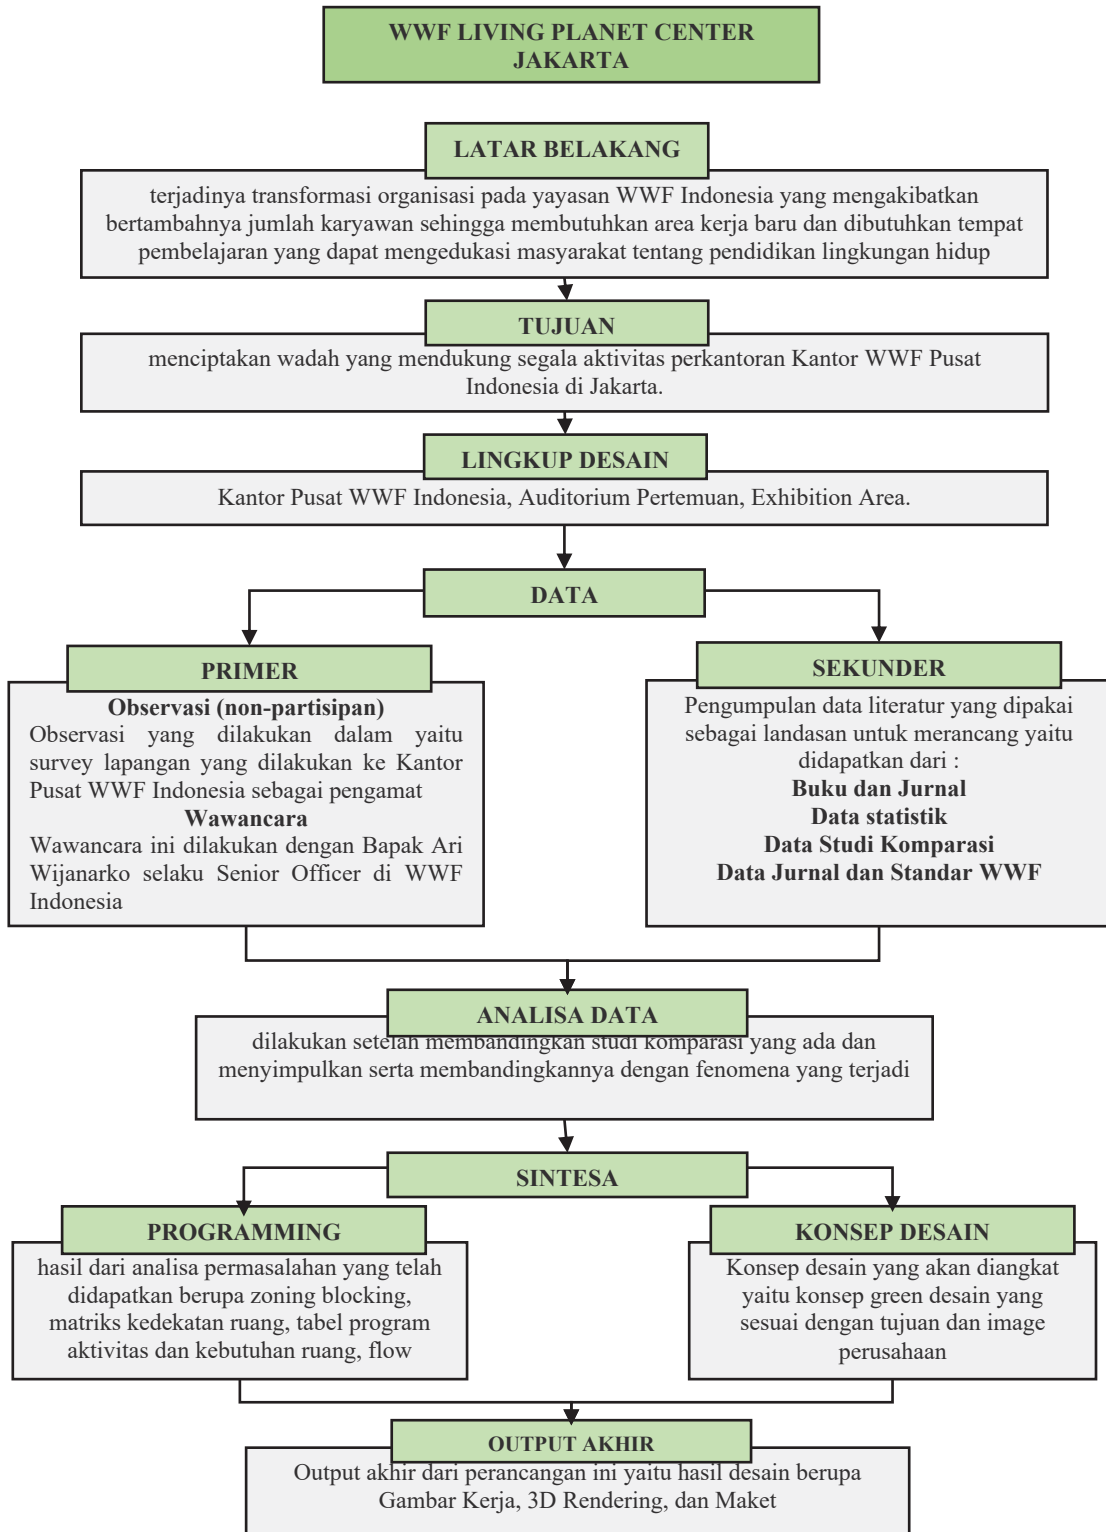 WWF LIVING PLANET CENTER
JAKARTA
LATAR BELAKANG
terjadinya transformasi organisasi pada yayasan WWF Indonesia yang mengakibatkan
bertambahnya jumlah karyawan sehingga membutuhkan area kerja baru dan dibutuhkan tempat
pembelajaran yang dapat mengedukasi masyarakat tentang pendidikan lingkungan hidup
TUJUAN
menciptakan wadah yang mendukung segala aktivitas perkantoran Kantor WWF Pusat
Indonesia di Jakarta.
LINGKUP DESAIN
Kantor Pusat WWF Indonesia, Auditorium Pertemuan, Exhibition Area.
DATA
PRIMER
Observasi (non-partisipan)
Observasi yang dilakukan dalam yaitu
survey lapangan yang dilakukan ke Kantor
Pusat WWF Indonesia sebagai pengamat
Wawancara
Wawancara ini dilakukan dengan Bapak Ari
Wijanarko selaku Senior Officer di WWF
Indonesia
SEKUNDER
Pengumpulan data literatur yang dipakai
sebagai landasan untuk merancang yaitu
didapatkan dari :
Buku dan Jurnal
Data statistik
Data Studi Komparasi
Data Jurnal dan Standar WWF
ANALISA DATA
dilakukan setelah membandingkan studi komparasi yang ada dan
menyimpulkan serta membandingkannya dengan fenomena yang terjadi
SINTESA
PROGRAMMING
hasil dari analisa permasalahan yang telah
didapatkan berupa zoning blocking,
matriks kedekatan ruang, tabel program
aktivitas dan kebutuhan ruang, flow
KONSEP DESAIN
Konsep desain yang akan diangkat
yaitu konsep green desain yang
sesuai dengan tujuan dan image
perusahaan
OUTPUT AKHIR
Output akhir dari perancangan ini yaitu hasil desain berupa
Gambar Kerja, 3D Rendering, dan Maket